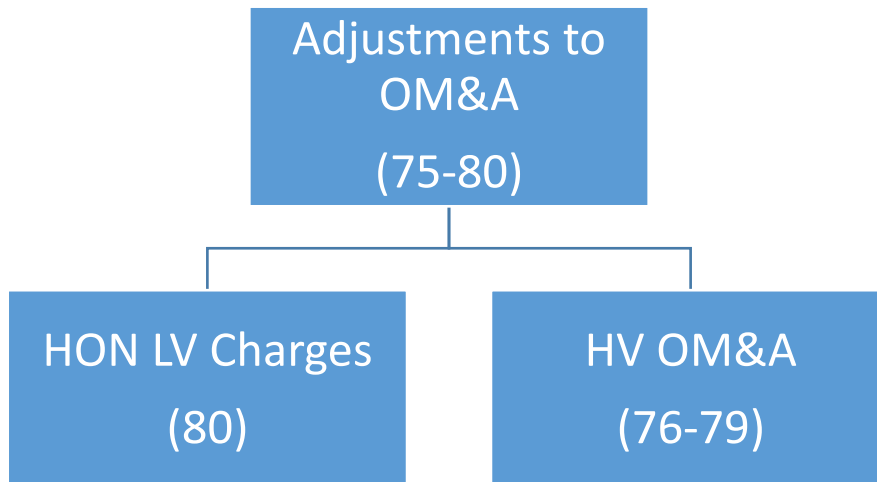 Adjustments to
OM&A
(75-80)
HON LV Charges
(80)
HV OM&A
(76-79)